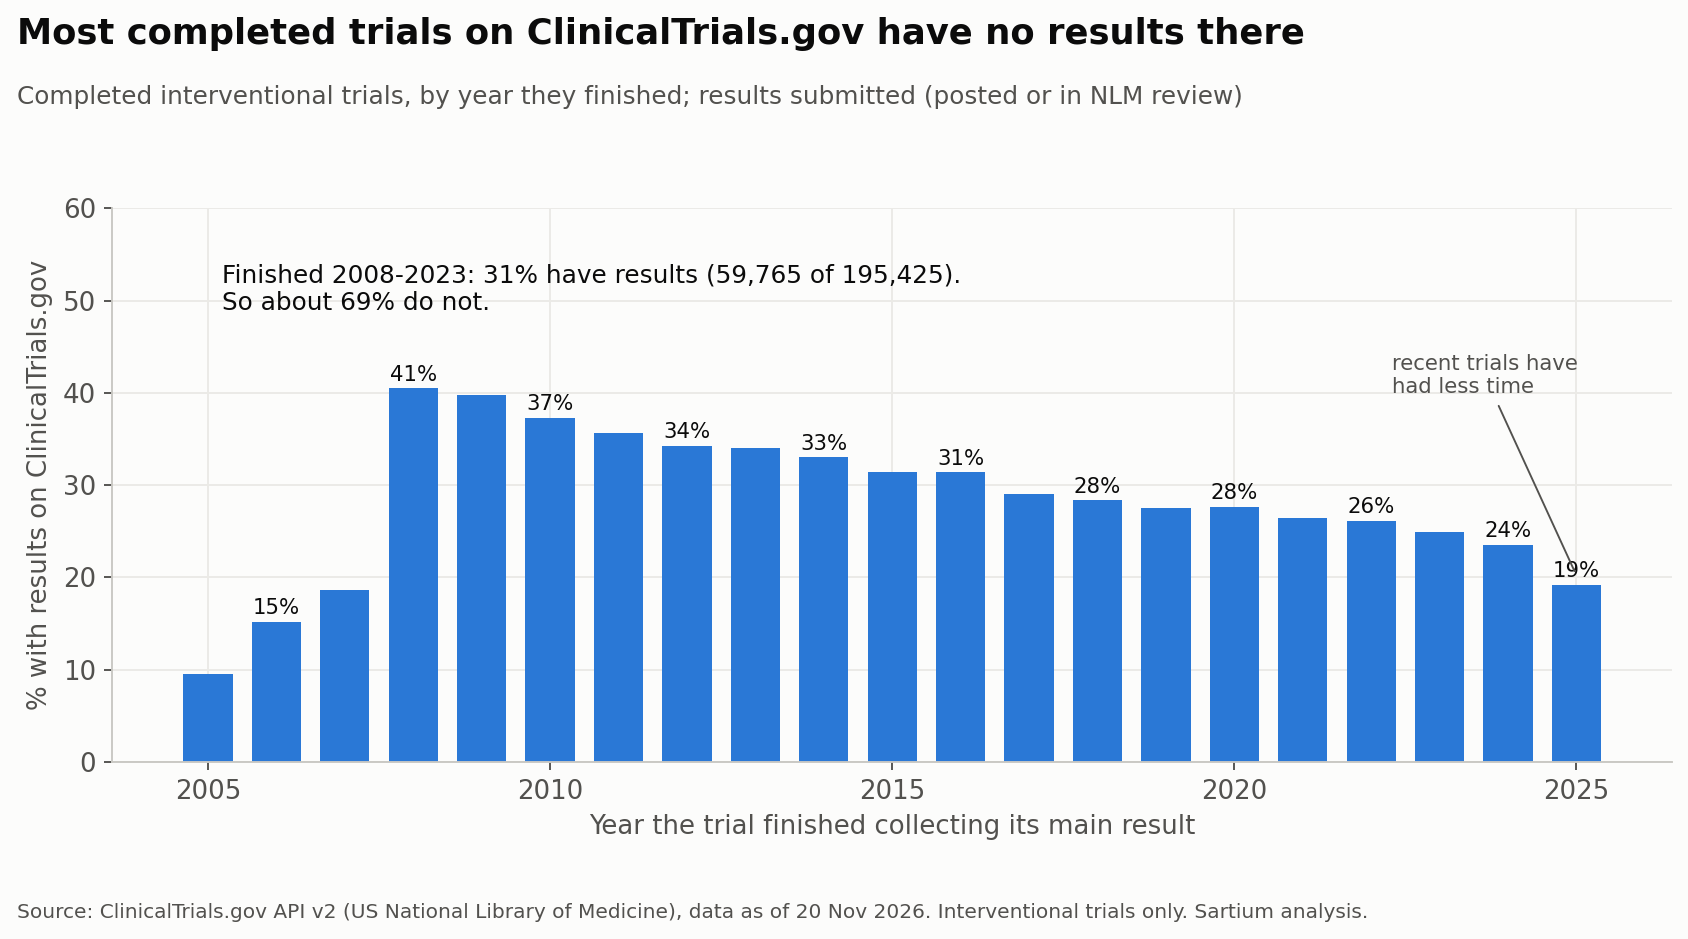 Most completed trials on ClinicalTrials.gov have no results there
Completed interventional trials, by year they finished; results submitted (posted or in NLM review)
60
50
40
30
20
10
0
% with results on ClinicalTrials.gov
Finished 2008-2023: 31% have results (59,765 of 195,425).
So about 69% do not.
recent trials have
had less time
15%
41%
37%
34%
33%
31%
28%
28%
26%
24%
19%
2005
2010
2015
2020
2025
Year the trial finished collecting its main result
Source: ClinicalTrials.gov API v2 (US National Library of Medicine), data as of 20 Nov 2026. Interventional trials only. Sartium analysis.